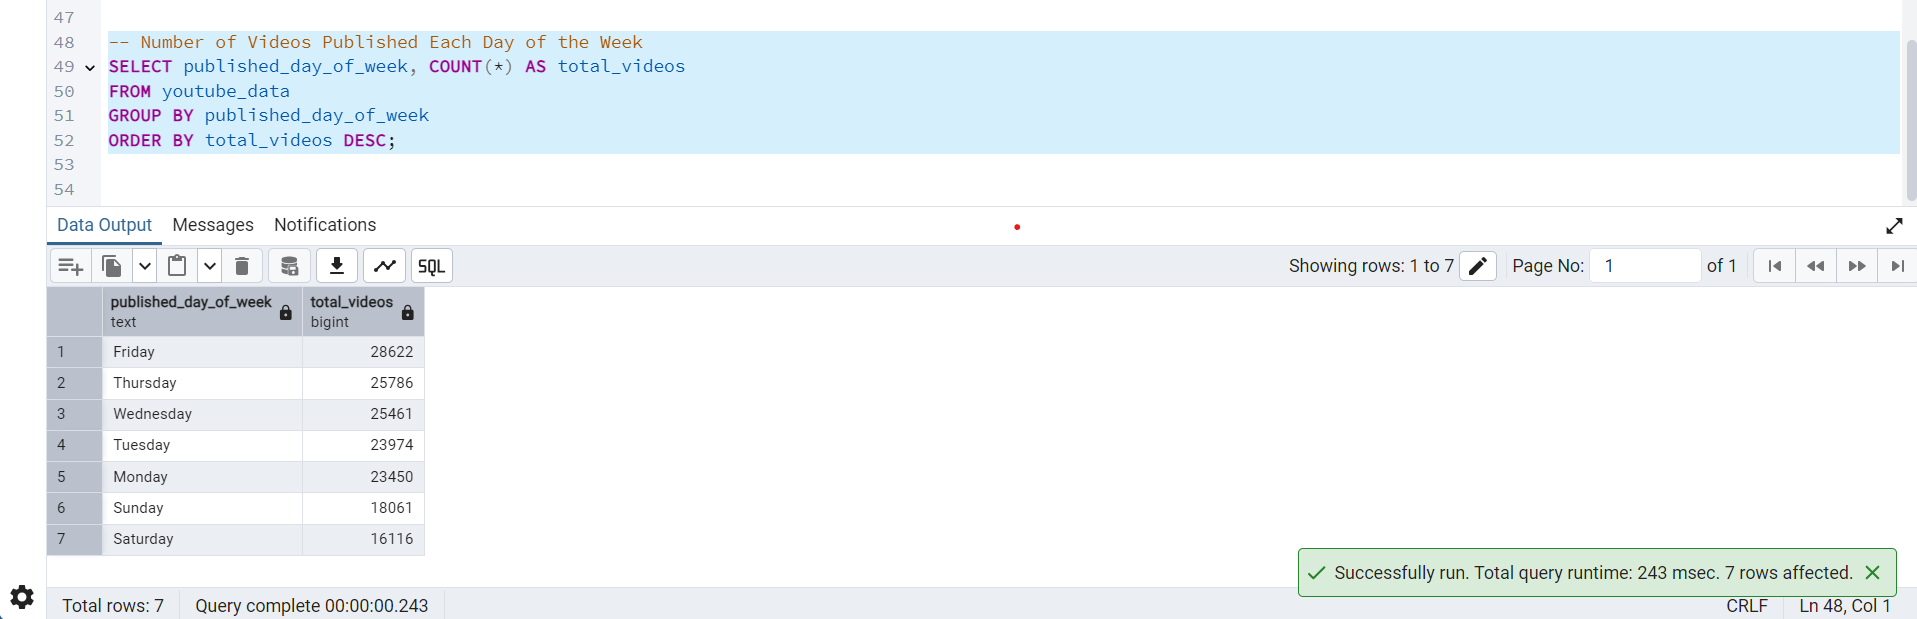 47
48 -- Number of Videos Published Each Day of the Week
49 SELECT published_day_of_week, COUNT(*) AS total_videos
50 FROM youtube_data
51 GROUP BY published_day_of_week
52 ORDER BY total_videos DESC;
53
54
Data Output Messages Notifications
SQL Showing rows: 1 to 7 Page No: 1 of 1
published_day_of_week total_videos
text bigint
1 Friday 28622
2 Thursday 25786
3 Wednesday 25461
4 Tuesday 23974
5 Monday 23450
6 Sunday 18061
7 Saturday 16116
Successfully run. Total query runtime: 243 msec. 7 rows affected.
Total rows: 7 Query complete 00:00:00.243 CRLF Ln 48, Col 1